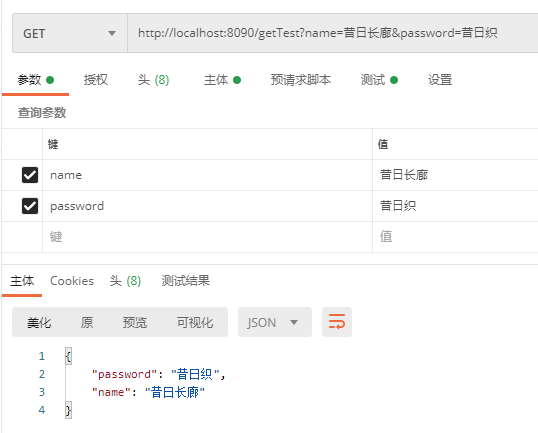 GET http://localhost:8090/getTest?name=昔日长廊&password=昔日织
参数 授权 头 (8) 主体 预请求脚本 测试 设置
查询参数
键 值
name 昔日长廊
password 昔日织
键 值
主体 Cookies 头 (8) 测试结果
美化 原 预览 可视化 JSON
1 {
2 "password": "昔日织",
3 "name": "昔日长廊"
4 }